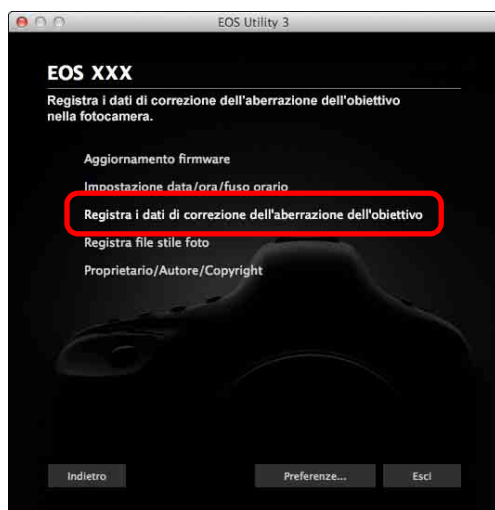 EOS Utility 3
EOS XXX
Registra i dati di correzione dell'aberrazione dell'obiettivo
nella fotocamera.
Aggiornamento firmware
Impostazione data/ora/fuso orario
Registra i dati di correzione dell'aberrazione dell'obiettivo
Registra file stile foto
Proprietario/Autore/Copyright
Indietro
Preferenze...
Esci